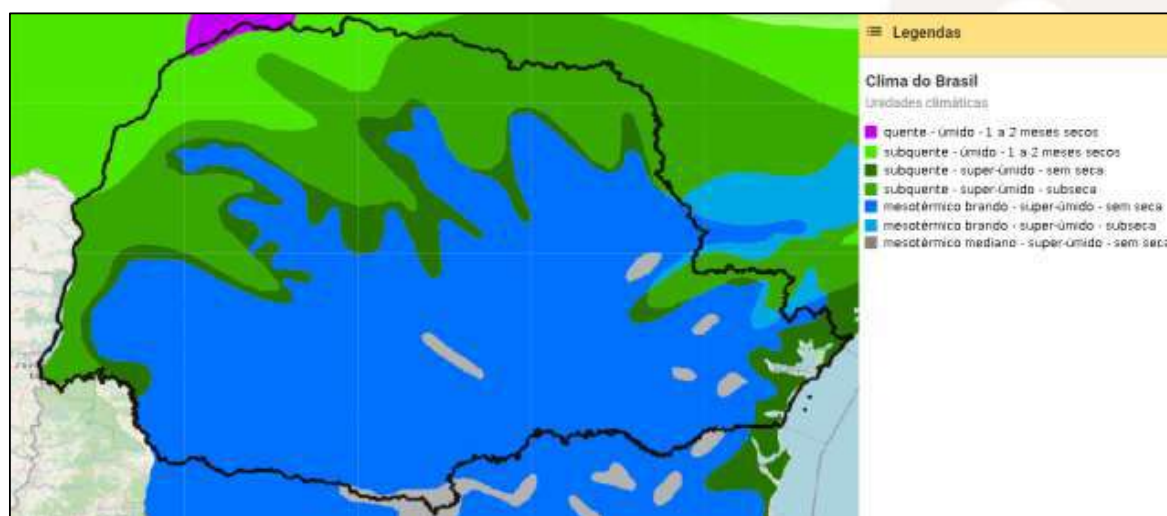 Legendas
Clima do Brasil
Unidades climáticas
quente - úmido - 1 a 2 meses secos
subquente - úmido - 1 a 2 meses secos
subquente - super-úmido - sem seca
subquente - super-úmido - subseca
mesotérmico brando - super-úmido - sem seca
mesotérmico brando - super-úmido - subseca
mesotérmico mediano - super-úmido - sem seca